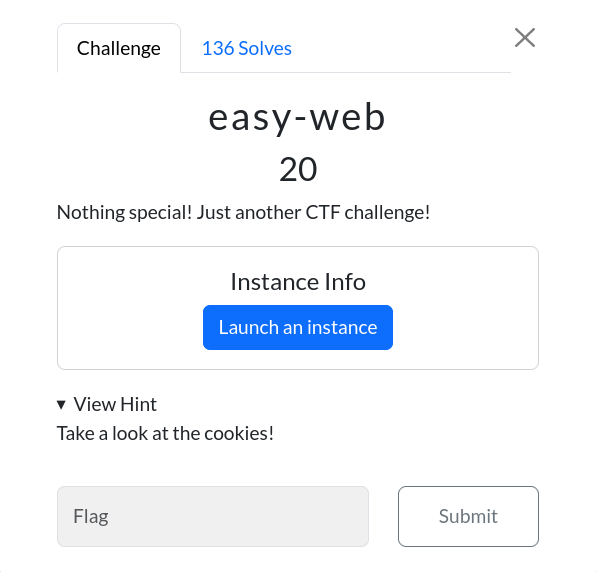 Challenge
136 Solves
easy-web
20
Nothing special! Just another CTF challenge!
Instance Info
Launch an instance
View Hint
Take a look at the cookies!
Flag
Submit